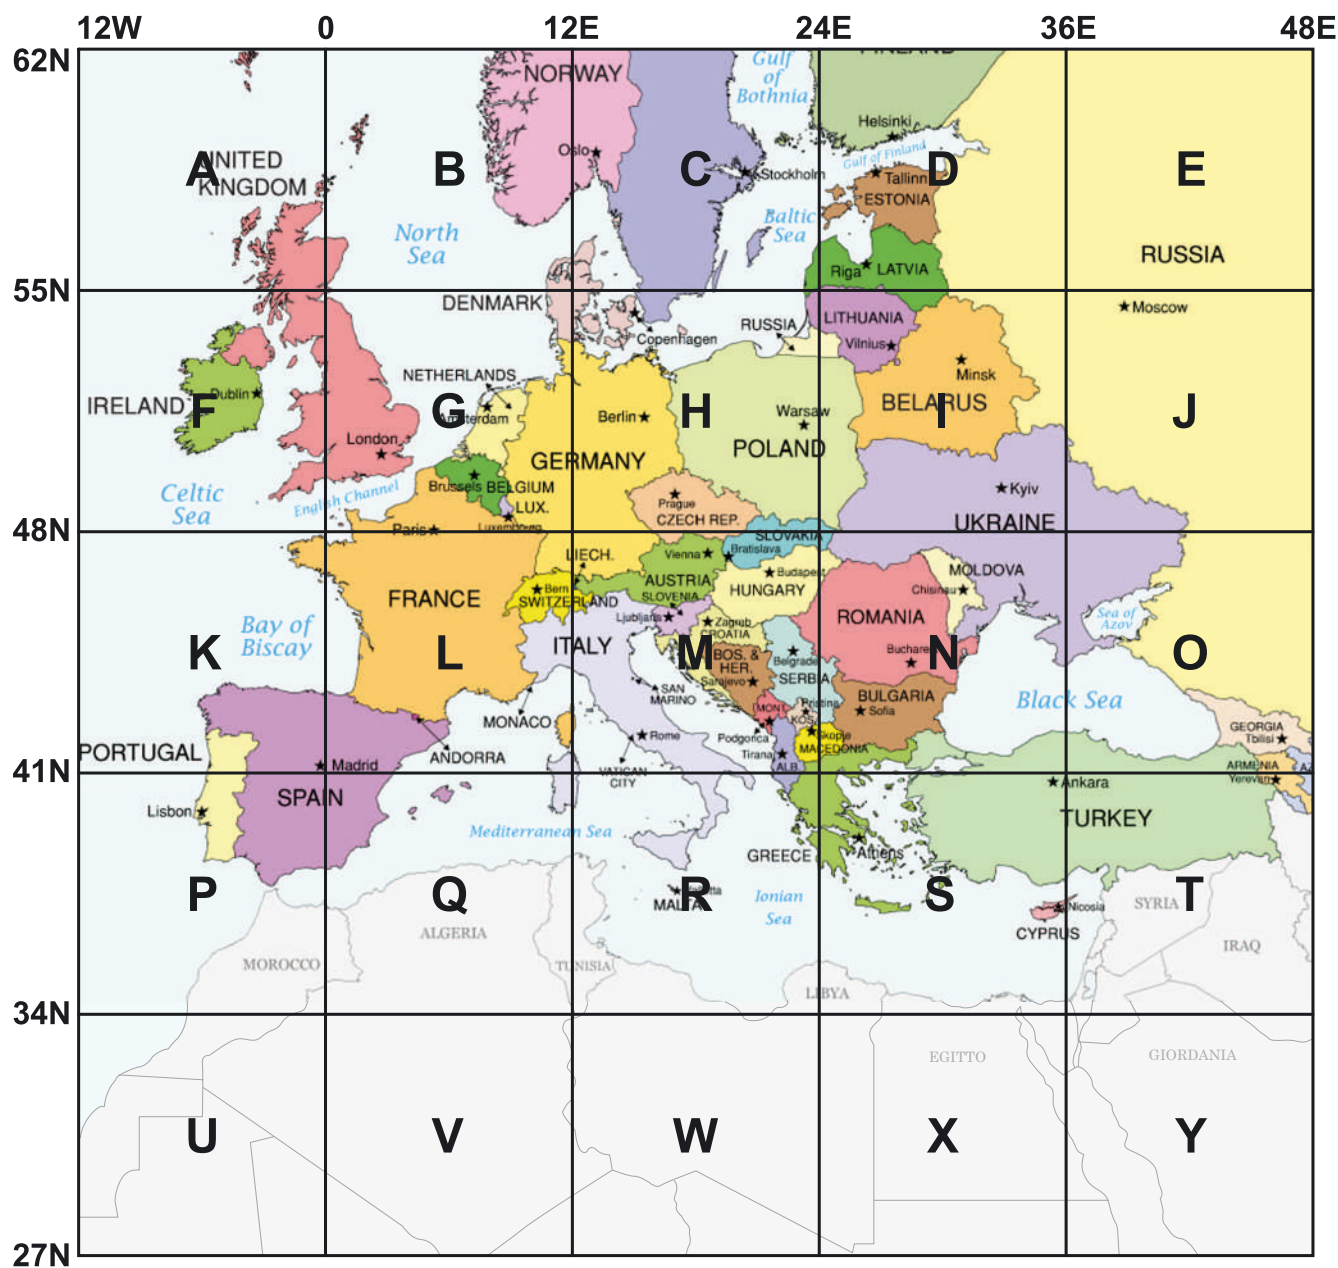 12W 0 12E 24E 36E 48E
62N
NORWAY
Gulf
of
Bothnia
FINLAND
Helsinki
Oslo
Gulf of Finland
A B C D E
UNITED
KINGDOM
Stockholm
Tallinn
ESTONIA
North
Sea
Baltic
Sea
RUSSIA
Riga LATVIA
55N
DENMARK
Moscow
LITHUANIA
RUSSIA
Copenhagen
Vilnius
Minsk
NETHERLANDS
Dublin
IRELAND
F G H I J
Amsterdam
Berlin
Warsaw
BELARUS
London
POLAND
GERMANY
Celtic
Sea
English Channel
Brussels BELGIUM
LUX.
Luxembourg
Prague
CZECH REP.
Kyiv
UKRAINE
48N
Paris
SLOVAKIA
LIECH.
Vienna
Bratislava
Bern
SWITZERLAND
AUSTRIA
SLOVENIA
Budapest
HUNGARY
MOLDOVA
Chisinau
FRANCE
Ljubljana
Zagreb
CROATIA
ROMANIA
Sea of
Azov
Bay of
Biscay
ITALY
K L M N O
BOS. &
HER.
Belgrade
Bucharest
Sarajevo
SERBIA
SAN
MARINO
BULGARIA
Sofia
Black Sea
MONACO
MONT.
Pristina
KOS.
Podgorica
Skopje
MACEDONIA
Rome
Tirana
ALB.
GEORGIA
Tbilisi
PORTUGAL
ANDORRA
VATICAN
CITY
41N
Madrid
ARMENIA
AZ
Yerevan
Ankara
SPAIN
Lisbon
Mediterranean Sea
TURKEY
GREECE
Athens
P Q R S T
Valletta
MALTA
Ionian
Sea
Nicosia
CYPRUS
SYRIA
ALGERIA
IRAQ
MOROCCO
TUNISIA
LIBYA
34N
EGITTO
GIORDANIA
U V W X Y
27N